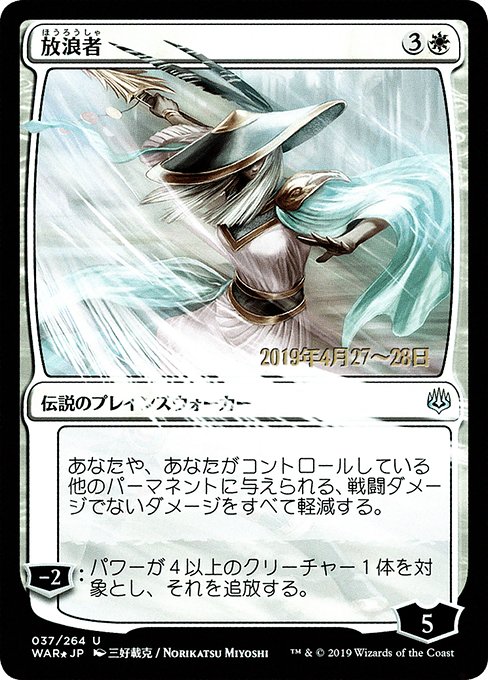 ほうろうしゃ
放浪者 3
2019年4月27〜28日
伝説のプレインズウォーカー
あなたや、あなたがコントロールしている
他のパーマネントに与えられる、戦闘ダメー
ジでないダメージをすべて軽減する。
-2：パワーが４以上のクリーチャー１体を対
象とし、それを追放する。
5
037/264 U
WAR★JP 三好載克 / NORIKATSU MIYOSHI ™ & © 2019 Wizards of the Coast